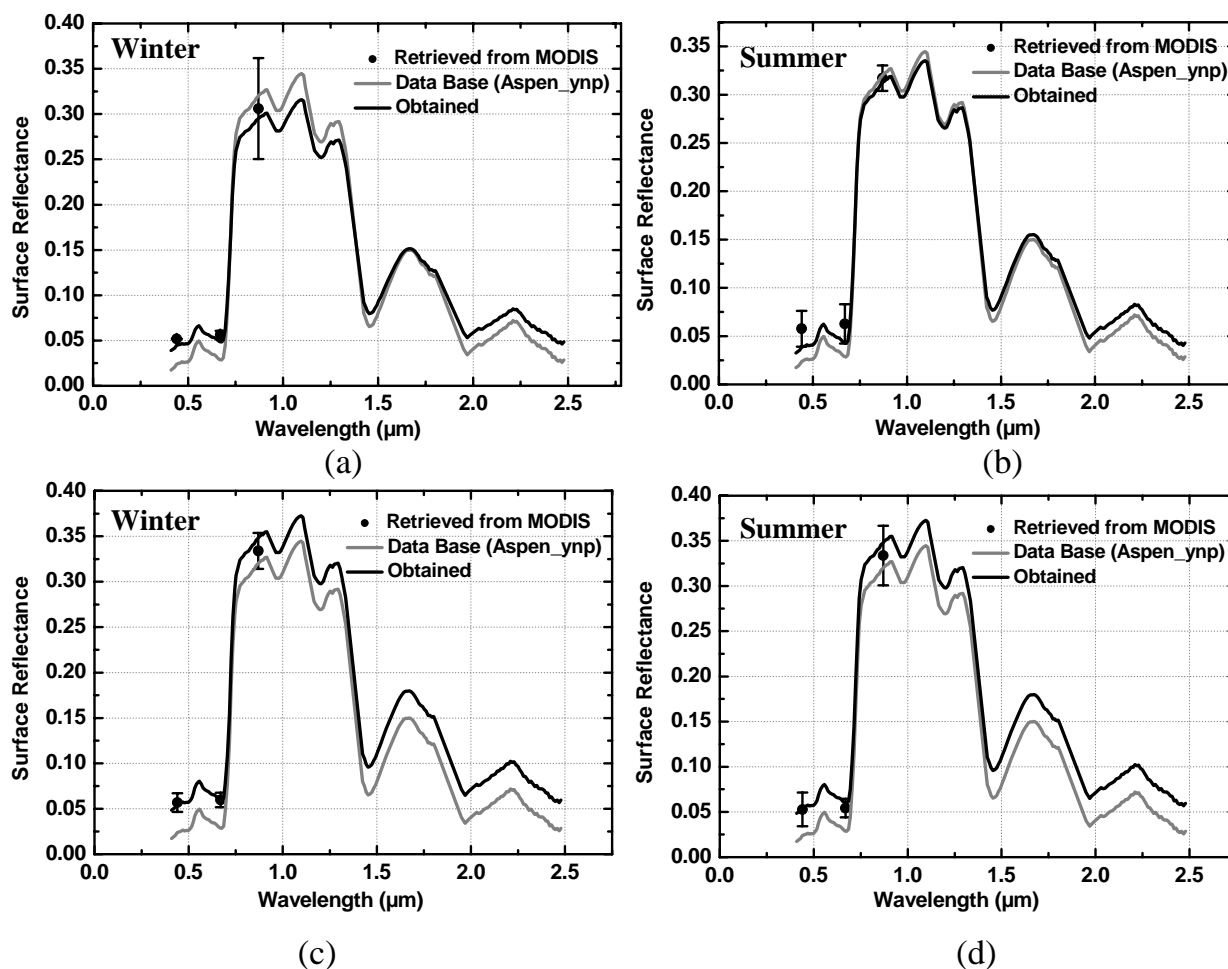 Winter
Retrieved from MODIS
Data Base (Aspen_ynp)
Obtained
Surface Reflectance
0.40
0.35
0.30
0.25
0.20
0.15
0.10
0.05
0.00
0.0 0.5 1.0 1.5 2.0 2.5
Wavelength (µm)
(a)
Summer
Retrieved from MODIS
Data Base (Aspen_ynp)
Obtained
Surface Reflectance
0.35
0.30
0.25
0.20
0.15
0.10
0.05
0.00
0.0 0.5 1.0 1.5 2.0 2.5
Wavelength (µm)
(b)
Winter
Retrieved from MODIS
Data Base (Aspen_ynp)
Obtained
Surface Reflectance
0.40
0.35
0.30
0.25
0.20
0.15
0.10
0.05
0.00
0.0 0.5 1.0 1.5 2.0 2.5
Wavelength (µm)
(c)
Summer
Retrieved from MODIS
Data Base (Aspen_ynp)
Obtained
Surface Reflectance
0.40
0.35
0.30
0.25
0.20
0.15
0.10
0.05
0.00
0.0 0.5 1.0 1.5 2.0 2.5
Wavelength (µm)
(d)